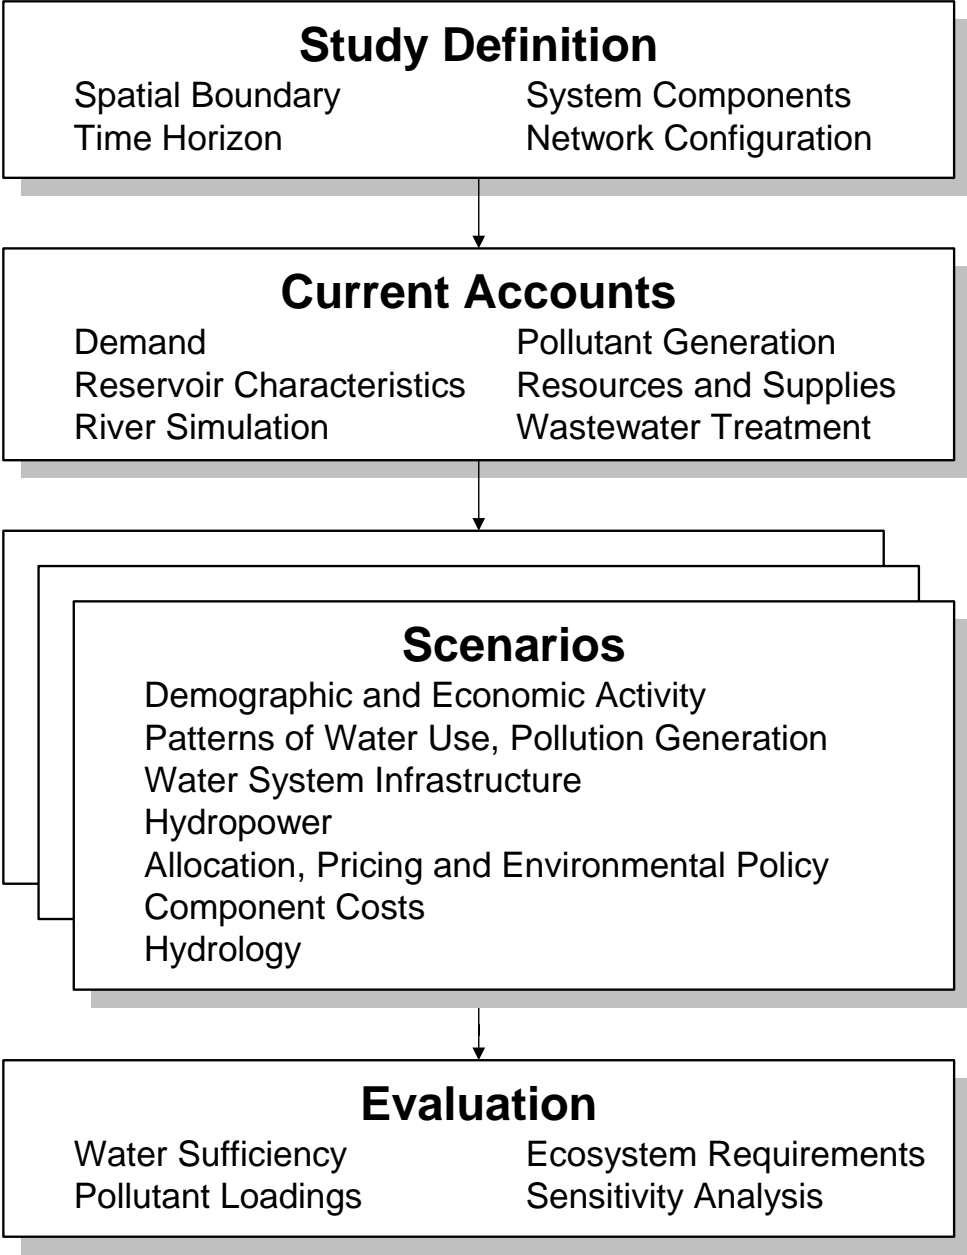 Study Definition
Spatial Boundary System Components
Time Horizon Network Configuration
Current Accounts
Demand Pollutant Generation
Reservoir Characteristics Resources and Supplies
River Simulation Wastewater Treatment
Scenarios
Demographic and Economic Activity
Patterns of Water Use, Pollution Generation
Water System Infrastructure
Hydropower
Allocation, Pricing and Environmental Policy
Component Costs
Hydrology
Evaluation
Water Sufficiency Ecosystem Requirements
Pollutant Loadings Sensitivity Analysis